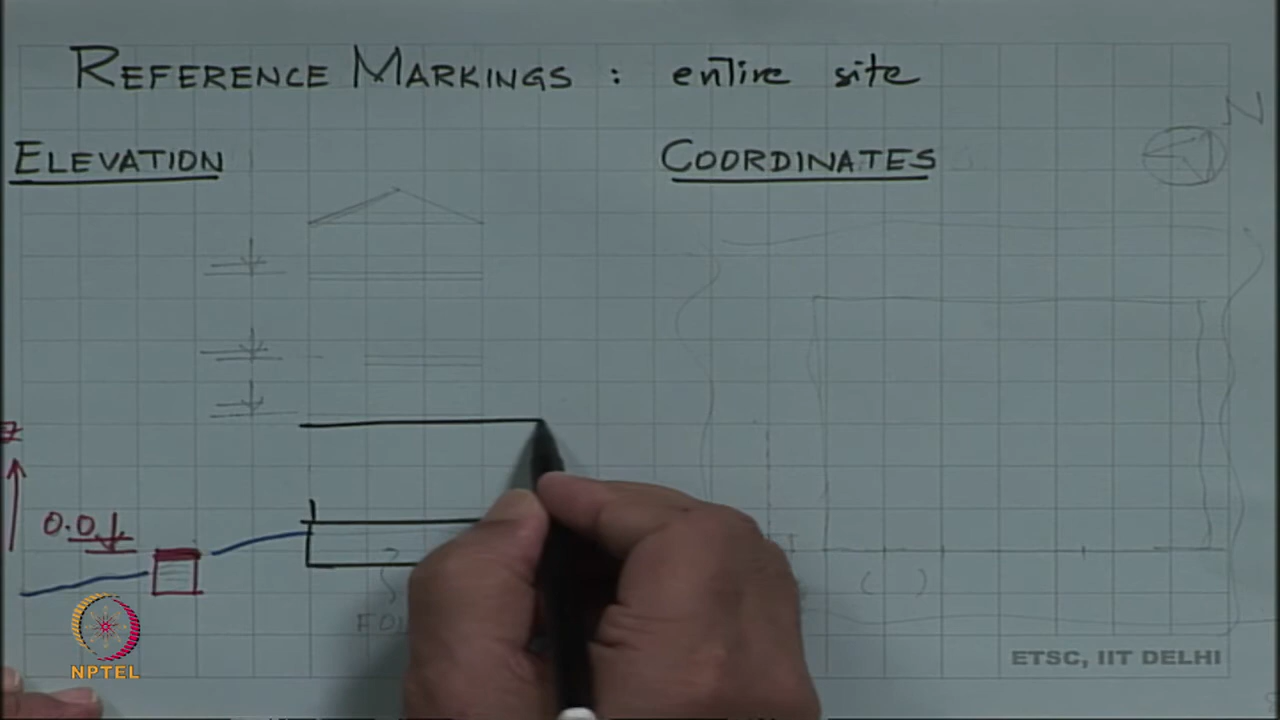 REFERENCE MARKINGS : entire site
ELEVATION
COORDINATES
N
z
0.0
( )
NPTEL
ETSC, IIT DELHI